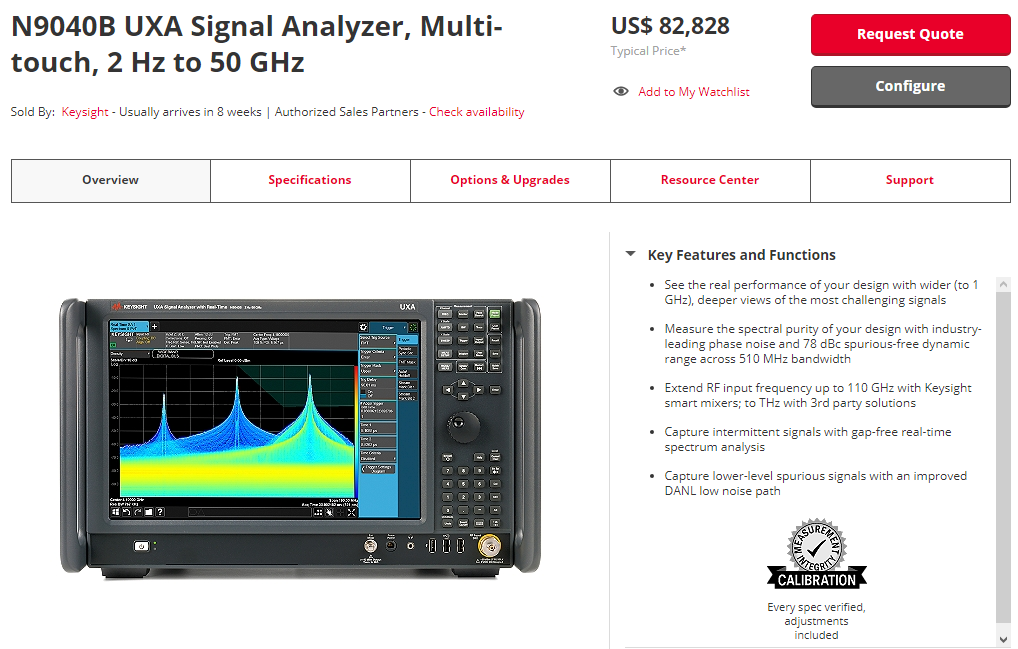 N9040B UXA Signal Analyzer, Multi-
touch, 2 Hz to 50 GHz
US$ 82,828
Typical Price*
Add to My Watchlist
Request Quote
Configure
Sold By: Keysight - Usually arrives in 8 weeks | Authorized Sales Partners - Check availability
Overview
Specifications
Options & Upgrades
Resource Center
Support
KEYSIGHT UXA Signal Analyzer with Real-Time
UXA
Trigger
Key Features and Functions
• See the real performance of your design with wider (to 1
GHz), deeper views of the most challenging signals
• Measure the spectral purity of your design with industry-
leading phase noise and 78 dBc spurious-free dynamic
range across 510 MHz bandwidth
• Extend RF input frequency up to 110 GHz with Keysight
smart mixers; to THz with 3rd party solutions
• Capture intermittent signals with gap-free real-time
spectrum analysis
• Capture lower-level spurious signals with an improved
DANL low noise path
MEASUREMENT
INTEGRITY
CALIBRATION
Every spec verified,
adjustments
included